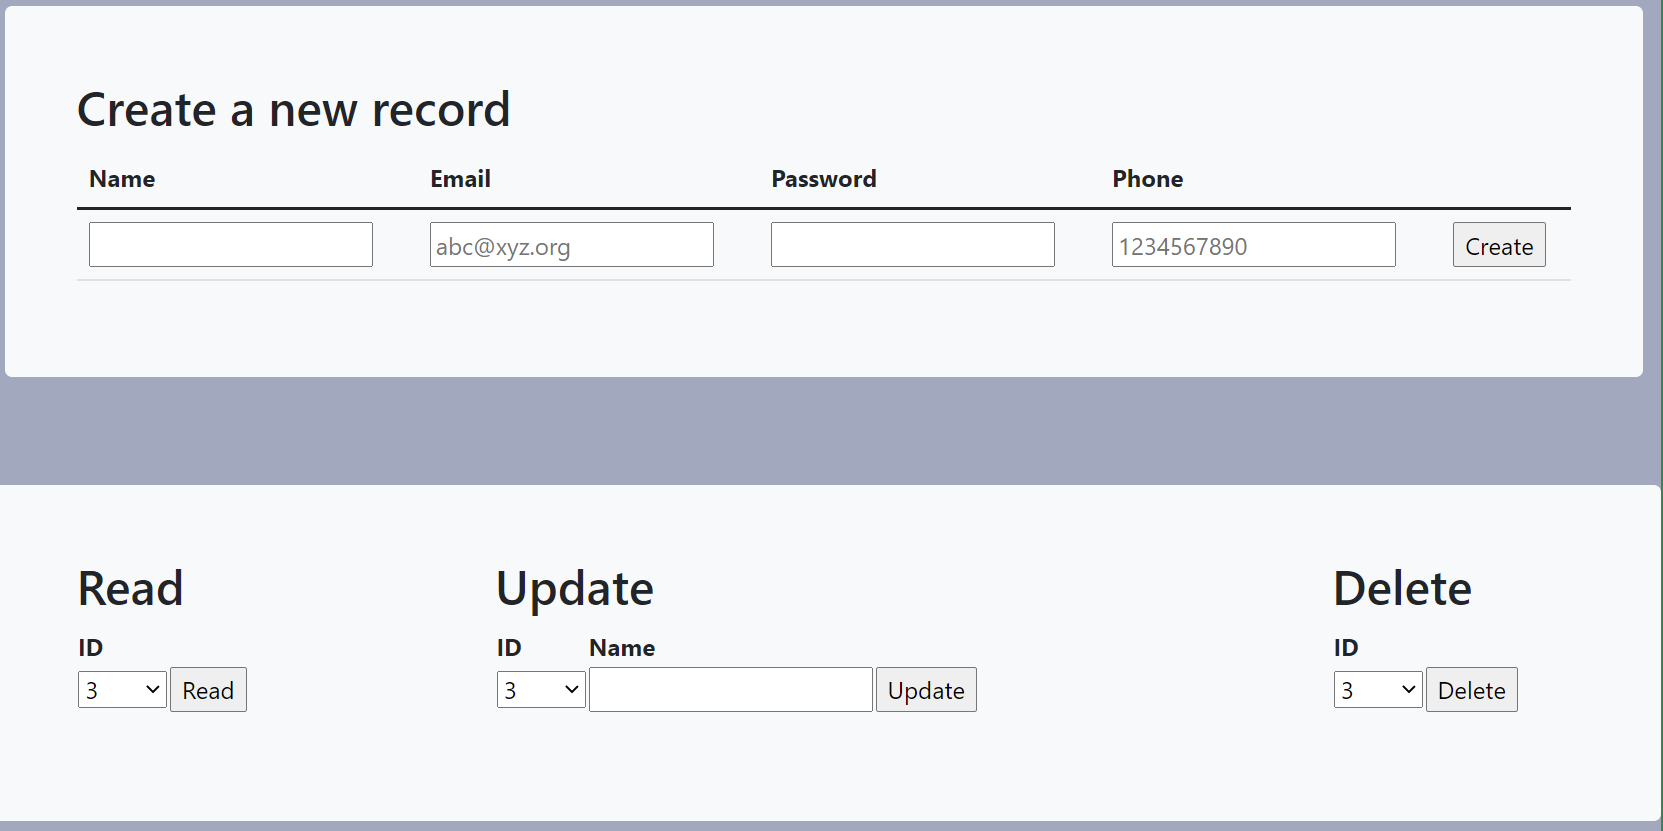 Create a new record
Name Email Password Phone
abc@xyz.org 1234567890 Create
Read Update Delete
ID ID Name ID
3 Read 3 Update 3 Delete